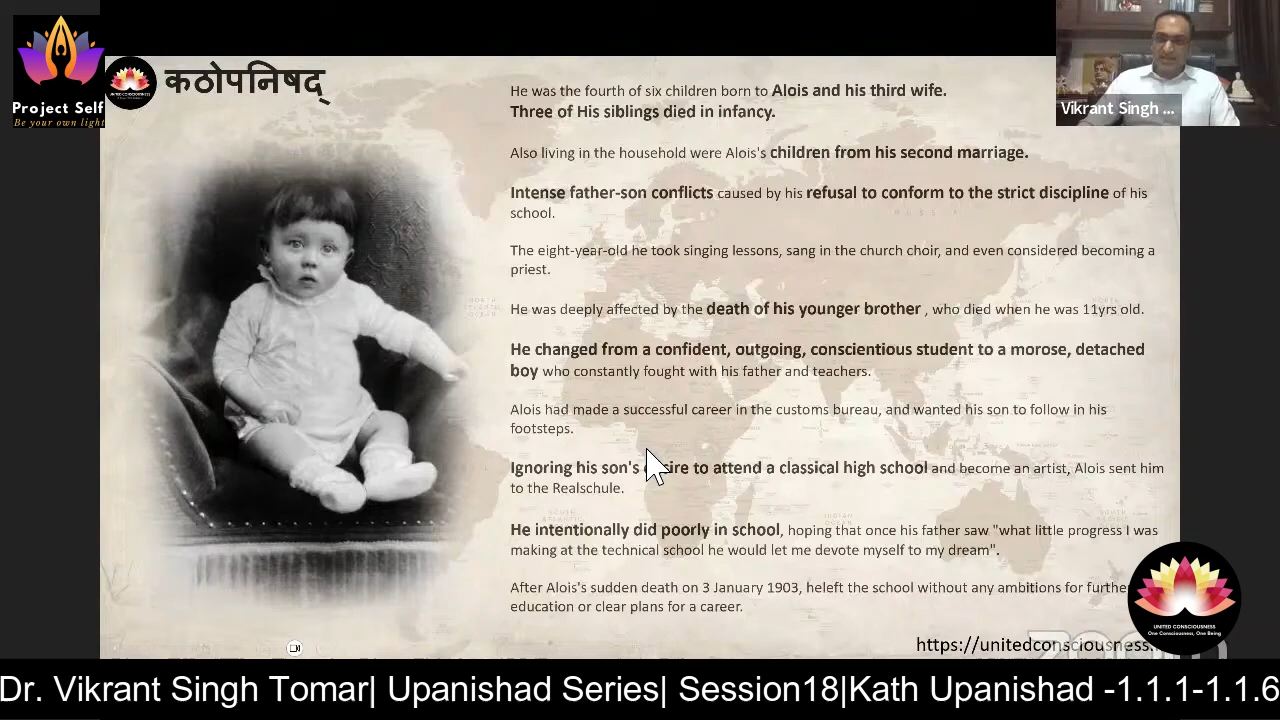 Project Self
Be your own light
कठोपनिषद्
He was the fourth of six children born to Alois and his third wife.
Three of His siblings died in infancy.
Also living in the household were Alois's children from his second marriage.
Intense father-son conflicts caused by his refusal to conform to the strict discipline of his
school.
The eight-year-old he took singing lessons, sang in the church choir, and even considered becoming a
priest.
He was deeply affected by the death of his younger brother , who died when he was 11yrs old.
He changed from a confident, outgoing, conscientious student to a morose, detached
boy who constantly fought with his father and teachers.
Alois had made a successful career in the customs bureau, and wanted his son to follow in his
footsteps.
Ignoring his son's to attend a classical high school and become an artist, Alois sent him
to the Realschule.
He intentionally did poorly in school, hoping that once his father saw "what little progress I was
making at the technical school he would let me devote myself to my dream".
After Alois's sudden death on 3 January 1903, heleft the school without any ambitions for further
education or clear plans for a career.
https://unitedconsciousness.
Vikrant Singh ...
UNITED CONSCIOUSNESS
One Consciousness, One Being
zoom
Dr. Vikrant Singh Tomar| Upanishad Series| Session18|Kath Upanishad -1.1.1-1.1.6